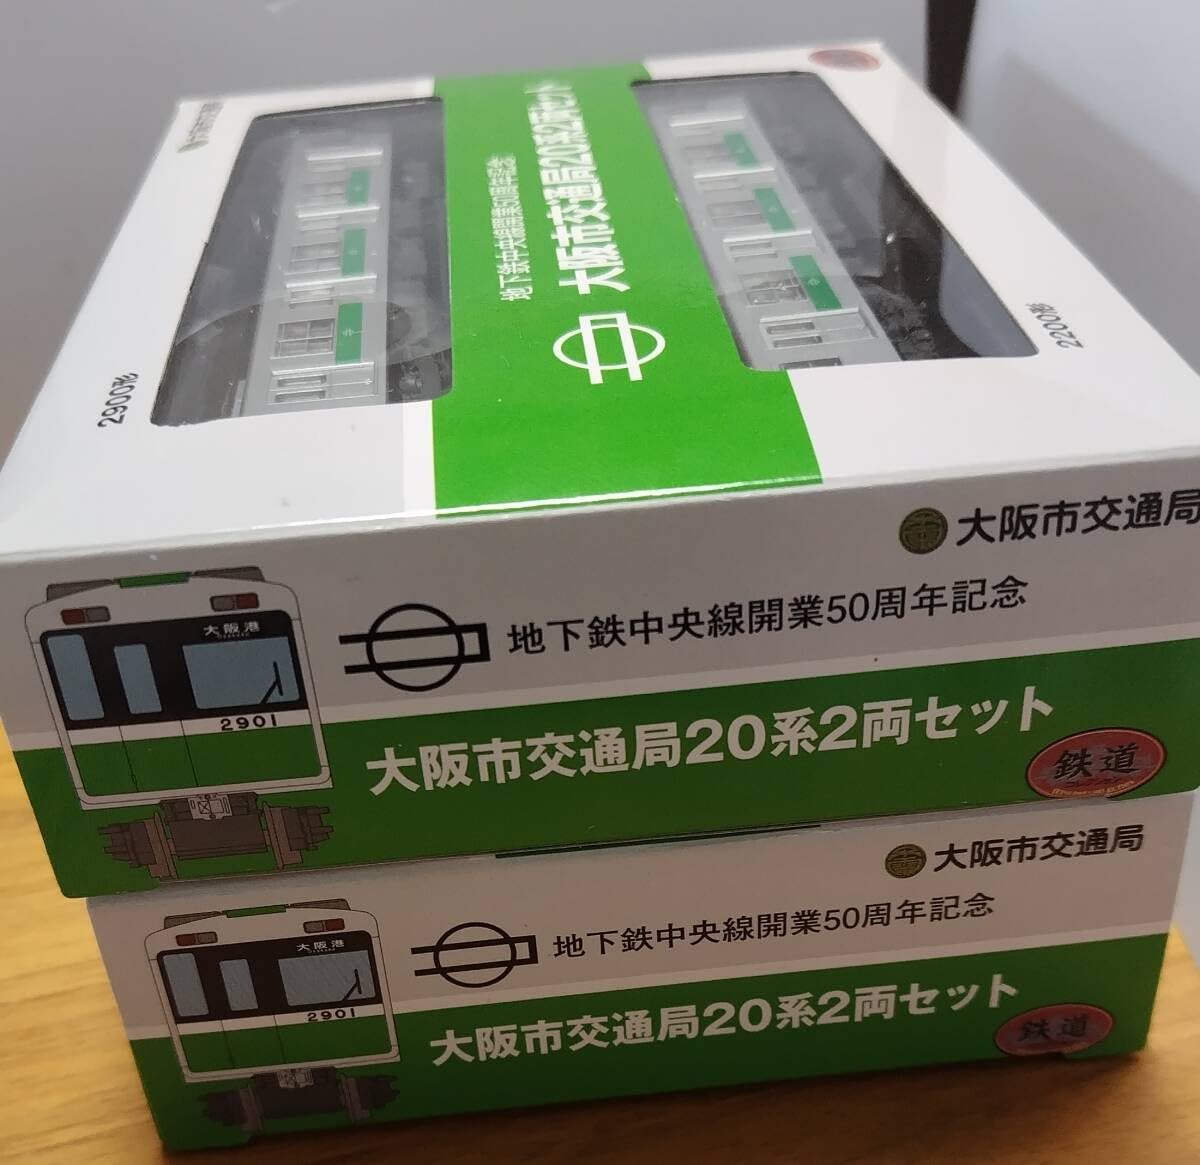 大阪市交通局
地下鉄中央線開業50周年記念
大阪市交通局20系2両セット
2900形
2200形
大阪市交通局
地下鉄中央線開業50周年記念
大阪市交通局20系2両セット
大阪港
2901
鉄道
大阪市交通局
地下鉄中央線開業50周年記念
大阪市交通局20系2両セット
大阪港
2901
鉄道